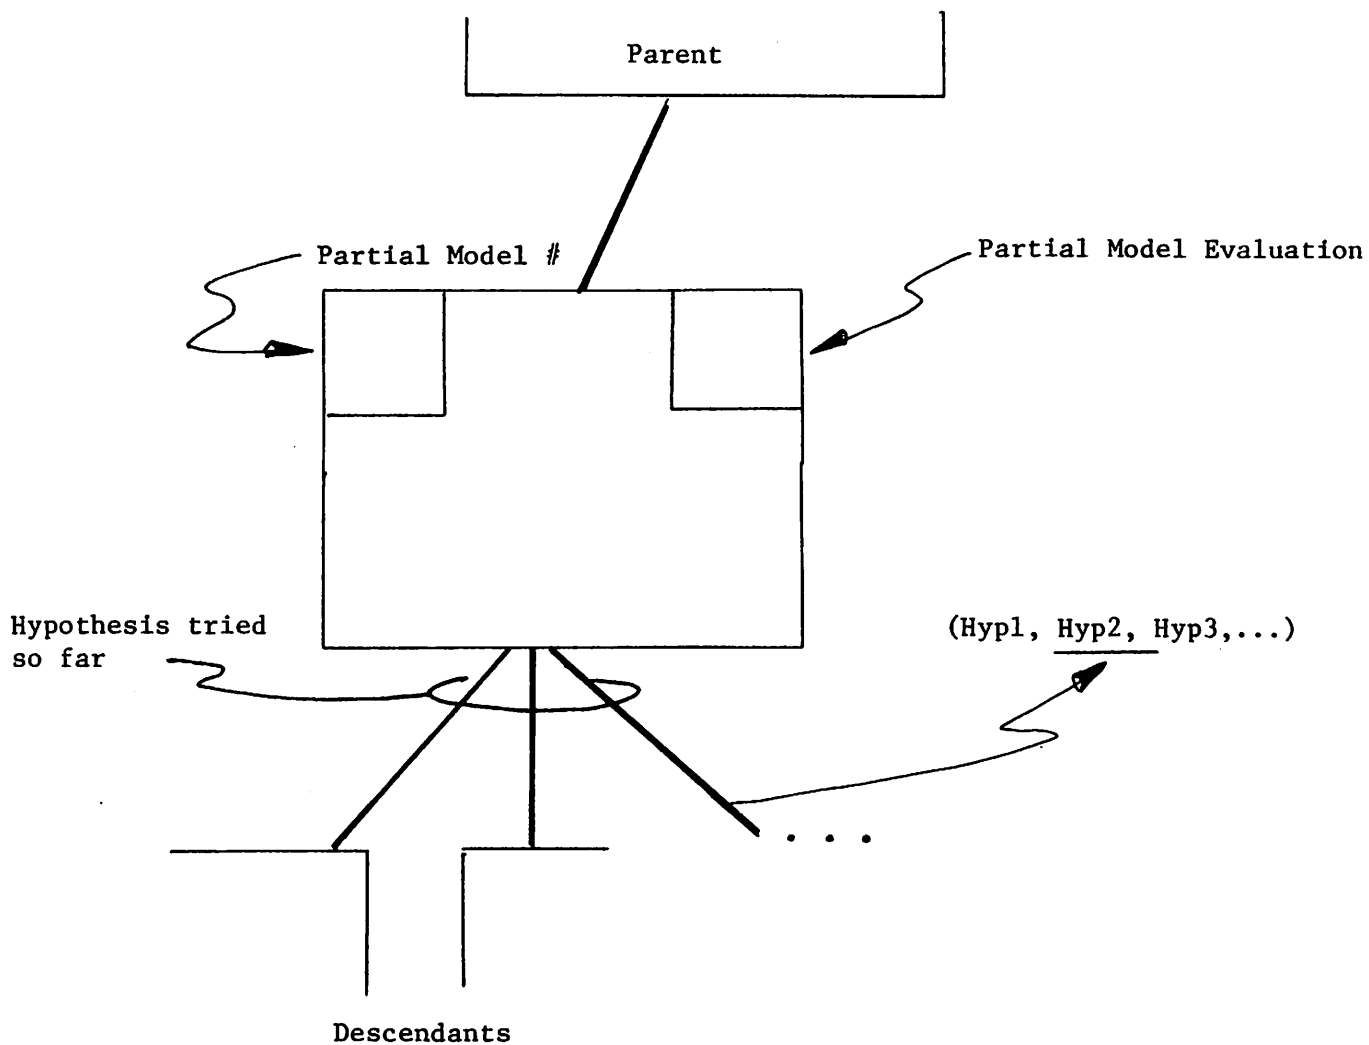 Parent
Partial Model #
Partial Model Evaluation
Hypothesis tried
so far
(Hyp1, Hyp2, Hyp3,...)
. . .
Descendants